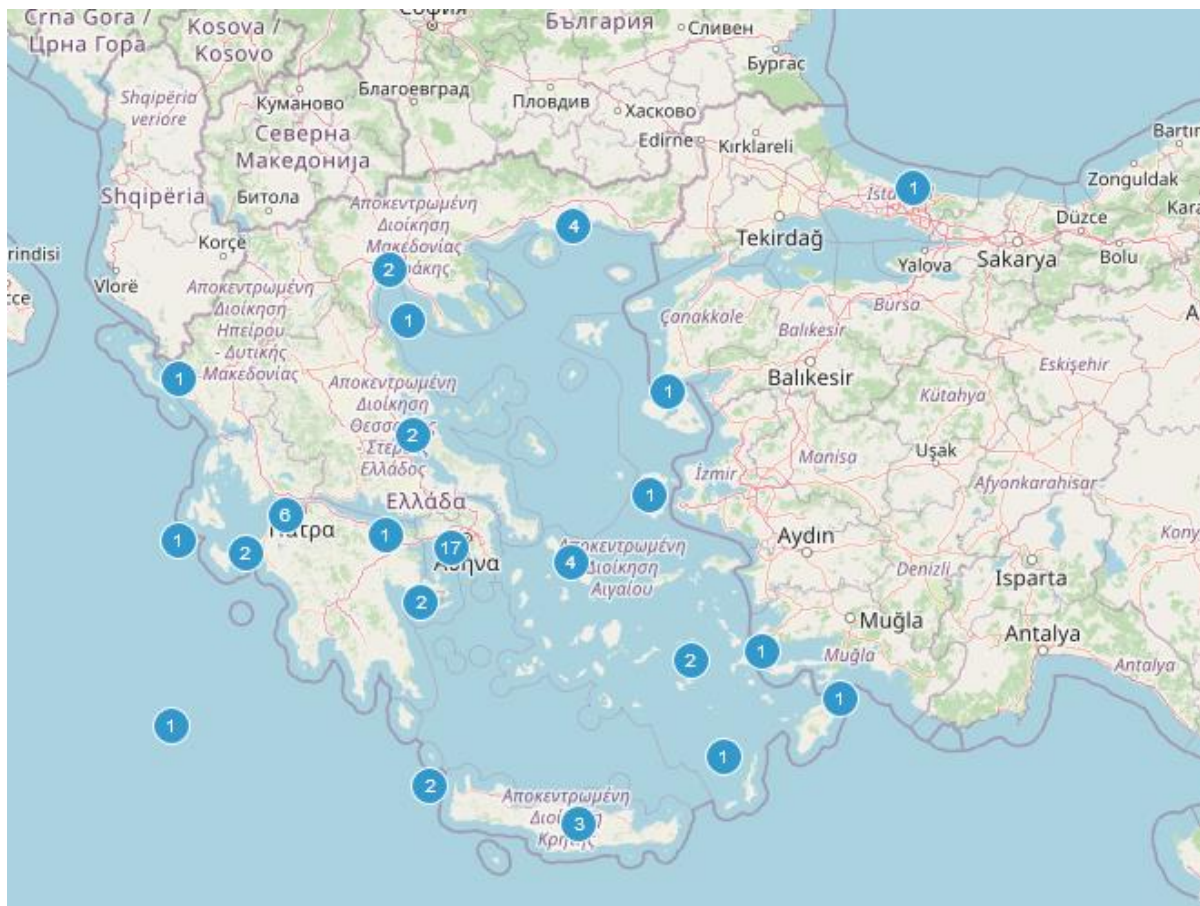 Crna Gora /
Црна Гора
Kosova /
Kosovo
София
България
Сливен
Бургас
Shqipëria
veriore
Куманово
Благоевград
Пловдив
Хасково
Северна
Македонија
Edirne
Kırklareli
Shqipëria
Битола
Αποκεντρωμένη
Διοίκηση
Μακεδονίας
4
1
Zonguldak
Düzce
Korçë
Tekirdağ
Yalova
Sakarya
Bolu
rindisi
Vlorë
2
Αποκεντρωμένη
Διοίκηση
Ηπείρου
- Δυτικής
Μακεδονίας
1
Çanakkale
Bursa
Balıkesir
Eskişehir
1
1
Balıkesir
Kütahya
Αποκεντρωμένη
Διοίκηση
2
Ελλάδος
Manisa
Uşak
İzmir
Afyonkarahisar
Ελλάδα
1
6
Πάτρα
1
17
Αθήνα
1
2
4
Αποκεντρωμένη
Διοίκηση
Αιγαίου
Aydın
Denizli
Isparta
2
Muğla
Antalya
2
1
Muğla
Antalya
1
1
1
2
Αποκεντρωμένη
3